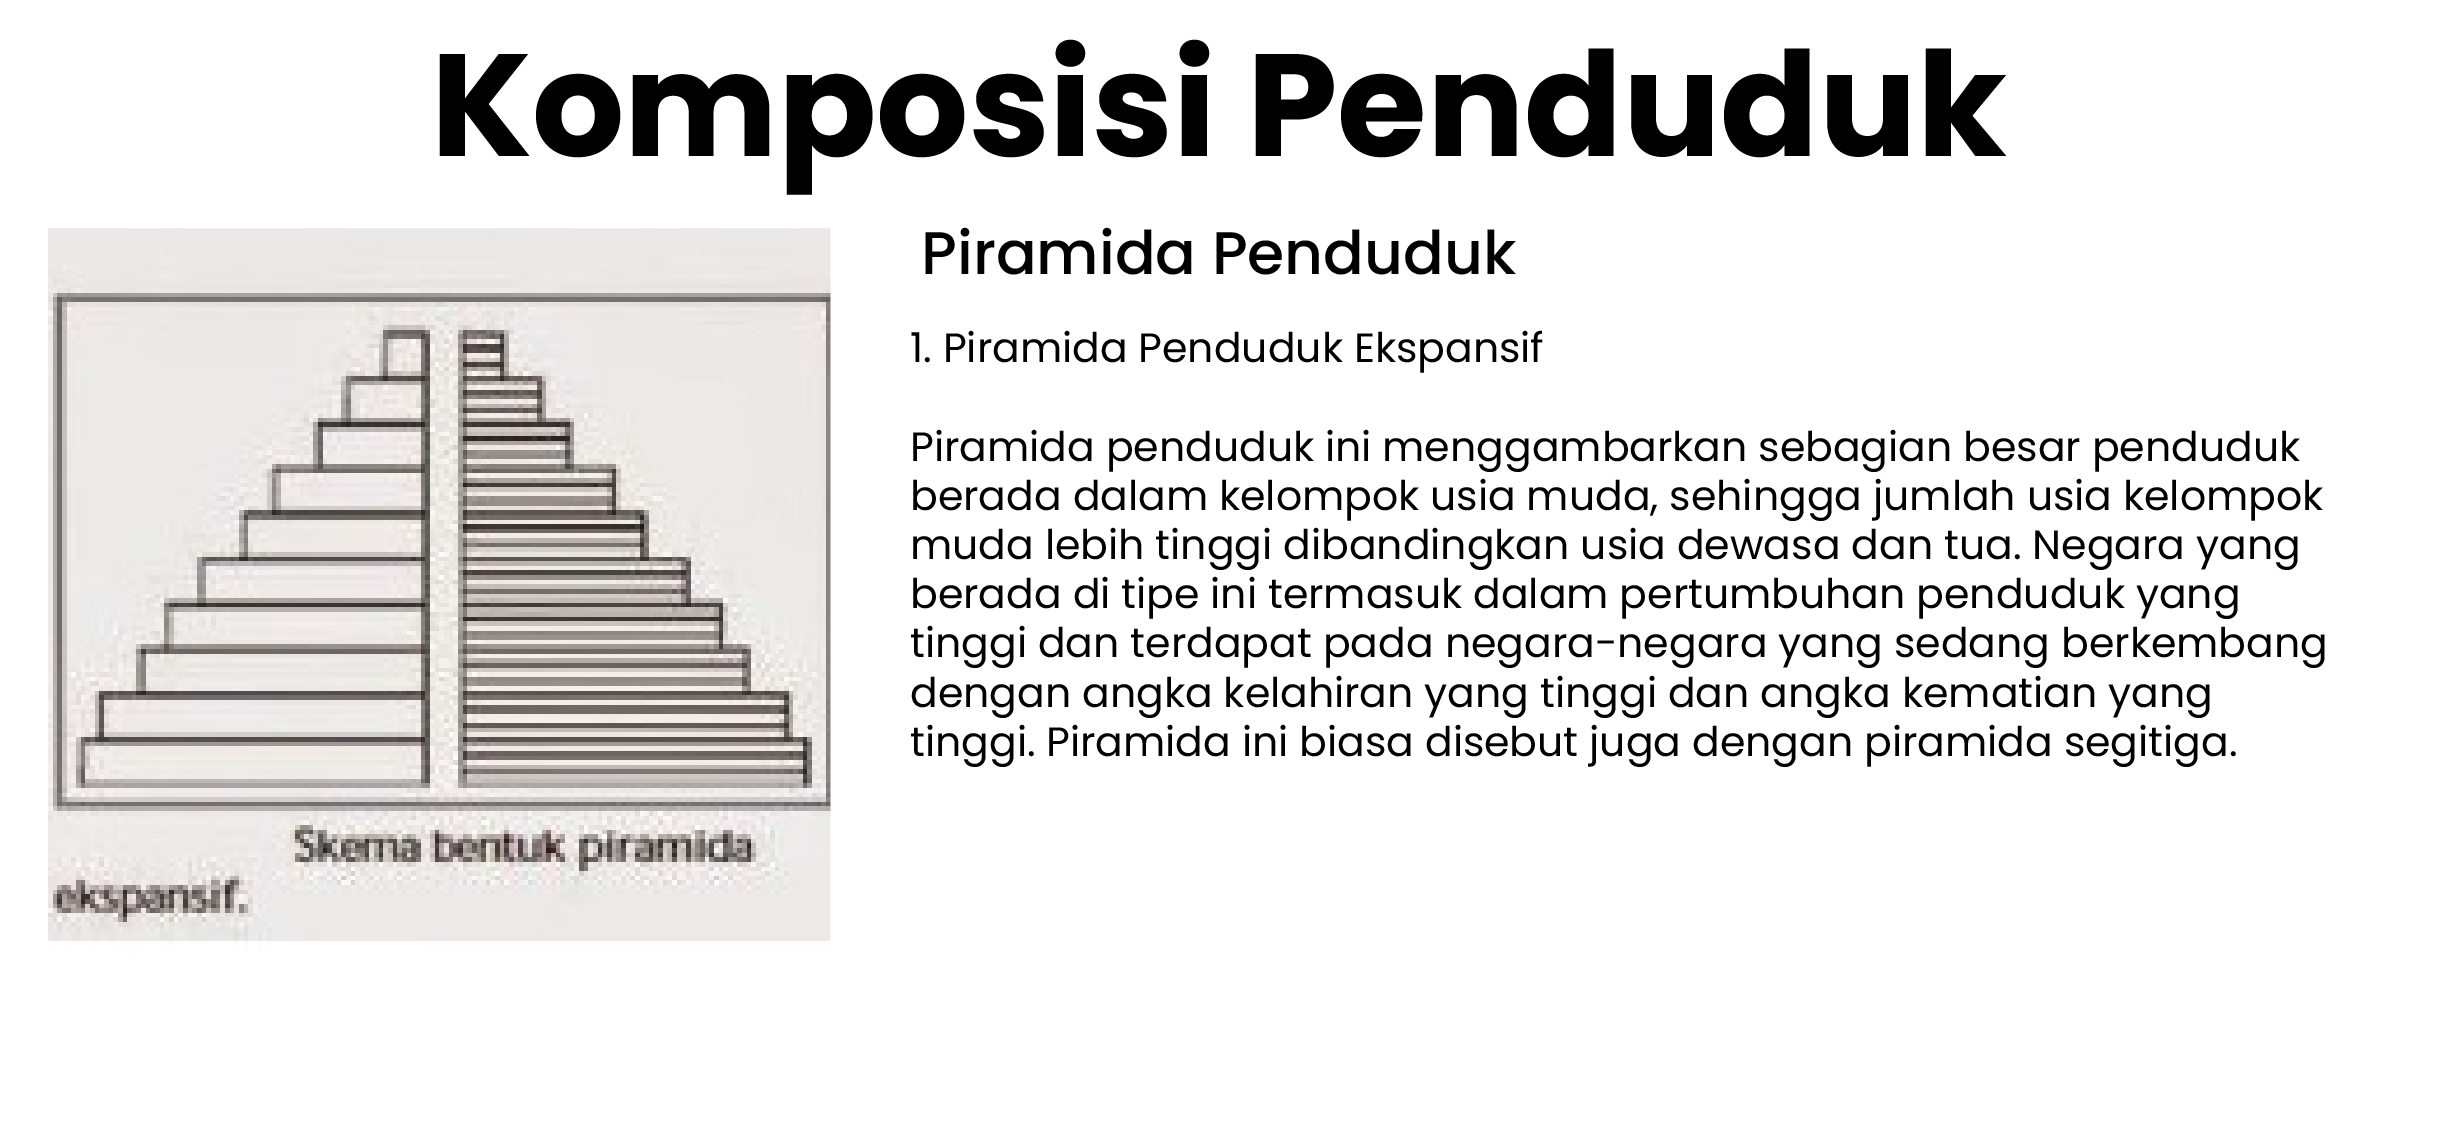 Komposisi Penduduk
Piramida Penduduk
1. Piramida Penduduk Ekspansif
Piramida penduduk ini menggambarkan sebagian besar penduduk
berada dalam kelompok usia muda, sehingga jumlah usia kelompok
muda lebih tinggi dibandingkan usia dewasa dan tua. Negara yang
berada di tipe ini termasuk dalam pertumbuhan penduduk yang
tinggi dan terdapat pada negara-negara yang sedang berkembang
dengan angka kelahiran yang tinggi dan angka kematian yang
tinggi. Piramida ini biasa disebut juga dengan piramida segitiga.
Skema bentuk piramida
ekspansif.